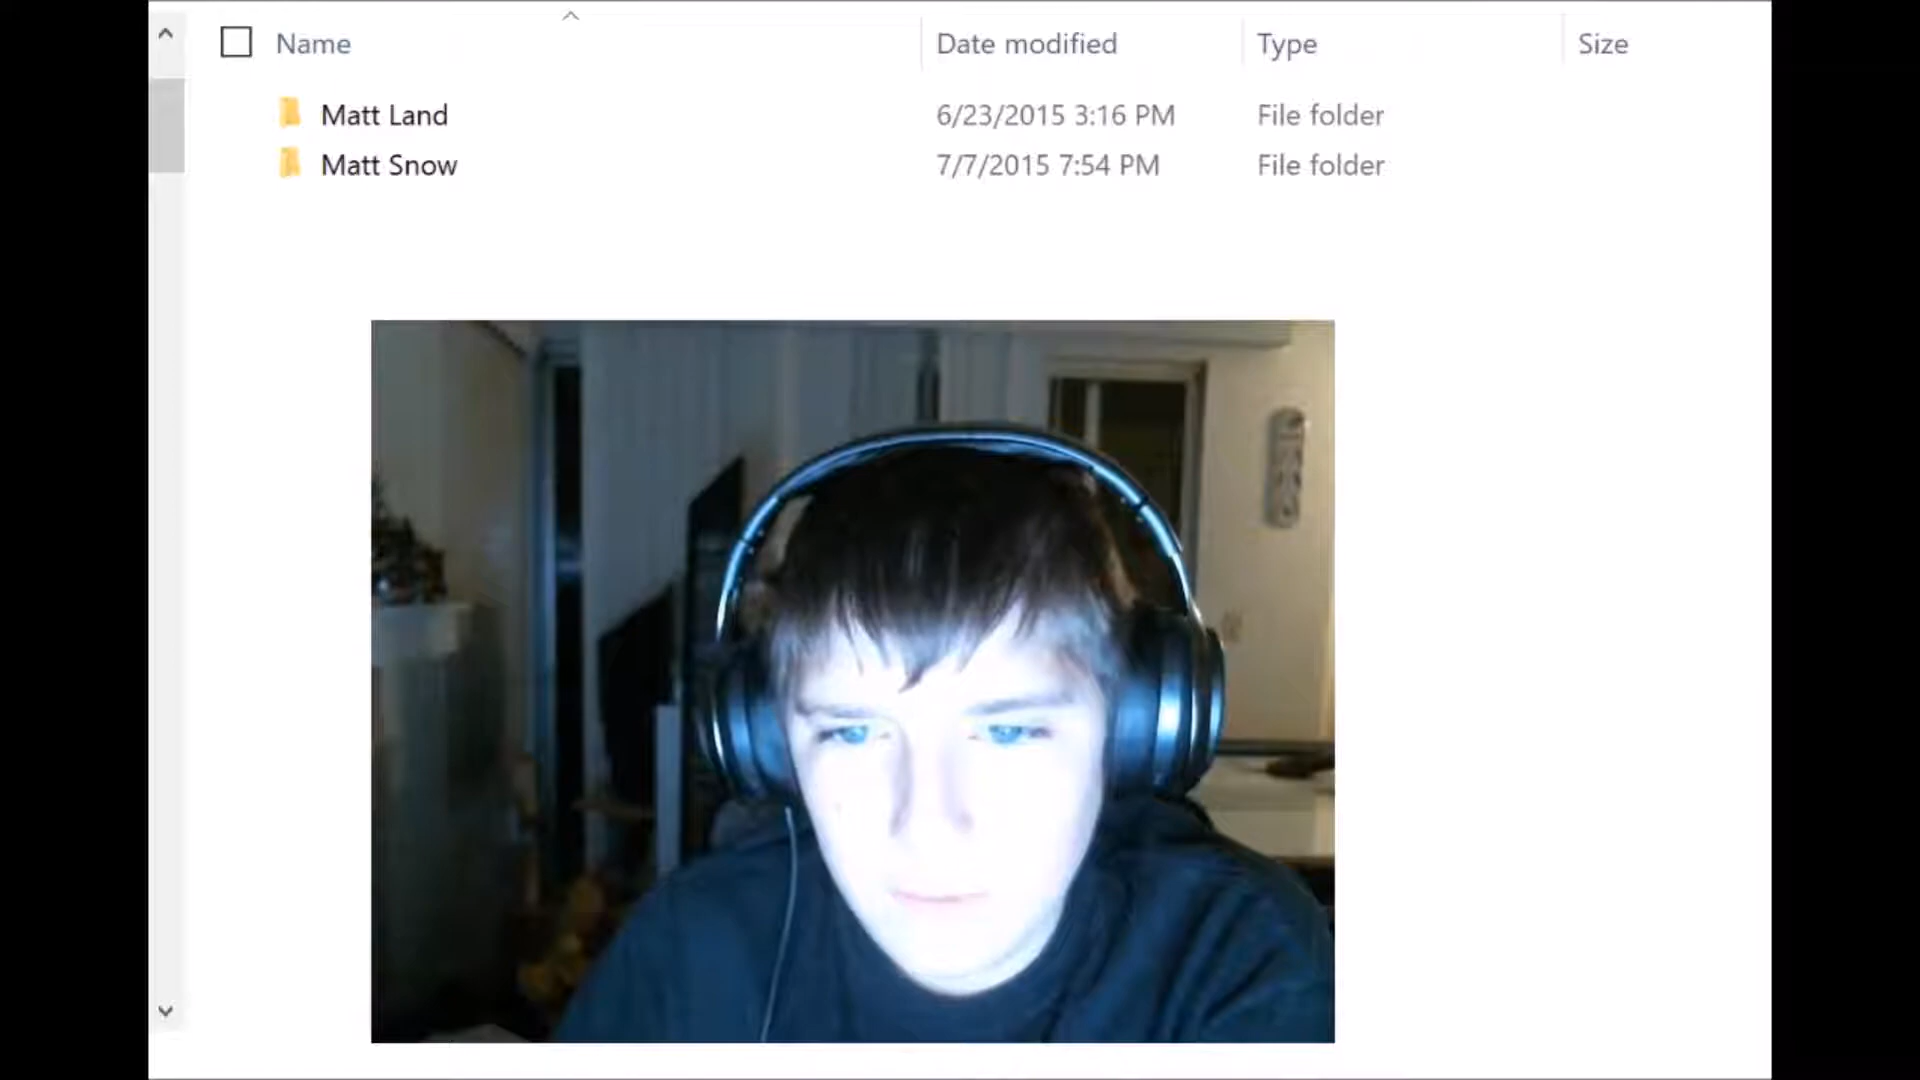 Name Date modified Type Size
Matt Land 6/23/2015 3:16 PM File folder
Matt Snow 7/7/2015 7:54 PM File folder